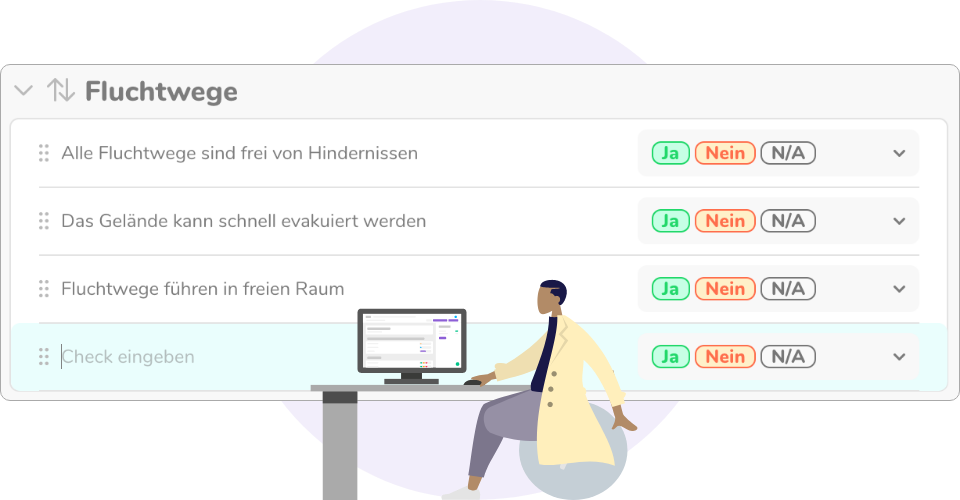 Fluchtwege
Alle Fluchtwege sind frei von Hindernissen Ja Nein N/A
Das Gelände kann schnell evakuiert werden Ja Nein N/A
Fluchtwege führen in freien Raum Ja Nein N/A
Check eingeben Ja Nein N/A